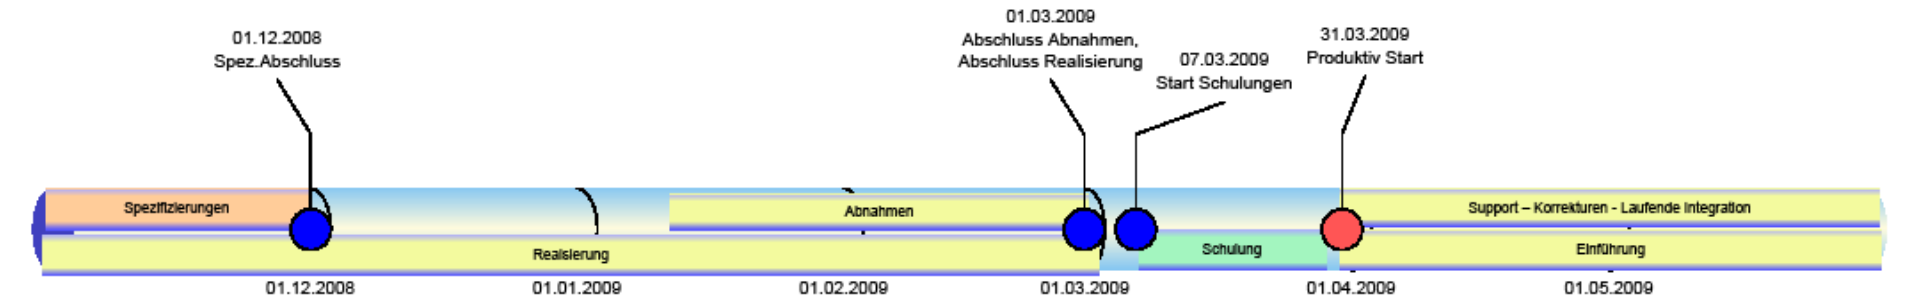 01.12.2008
Spez.Abschluss
01.03.2009
Abschluss Abnahmen,
Abschluss Realisierung
07.03.2009
Start Schulungen
31.03.2009
Produktiv Start
Spezifizierungen
Abnahmen
Support – Korrekturen - Laufende Integration
Realsierung
Schulung
Einführung
01.12.2008
01.01.2009
01.02.2009
01.03.2009
01.04.2009
01.05.2009